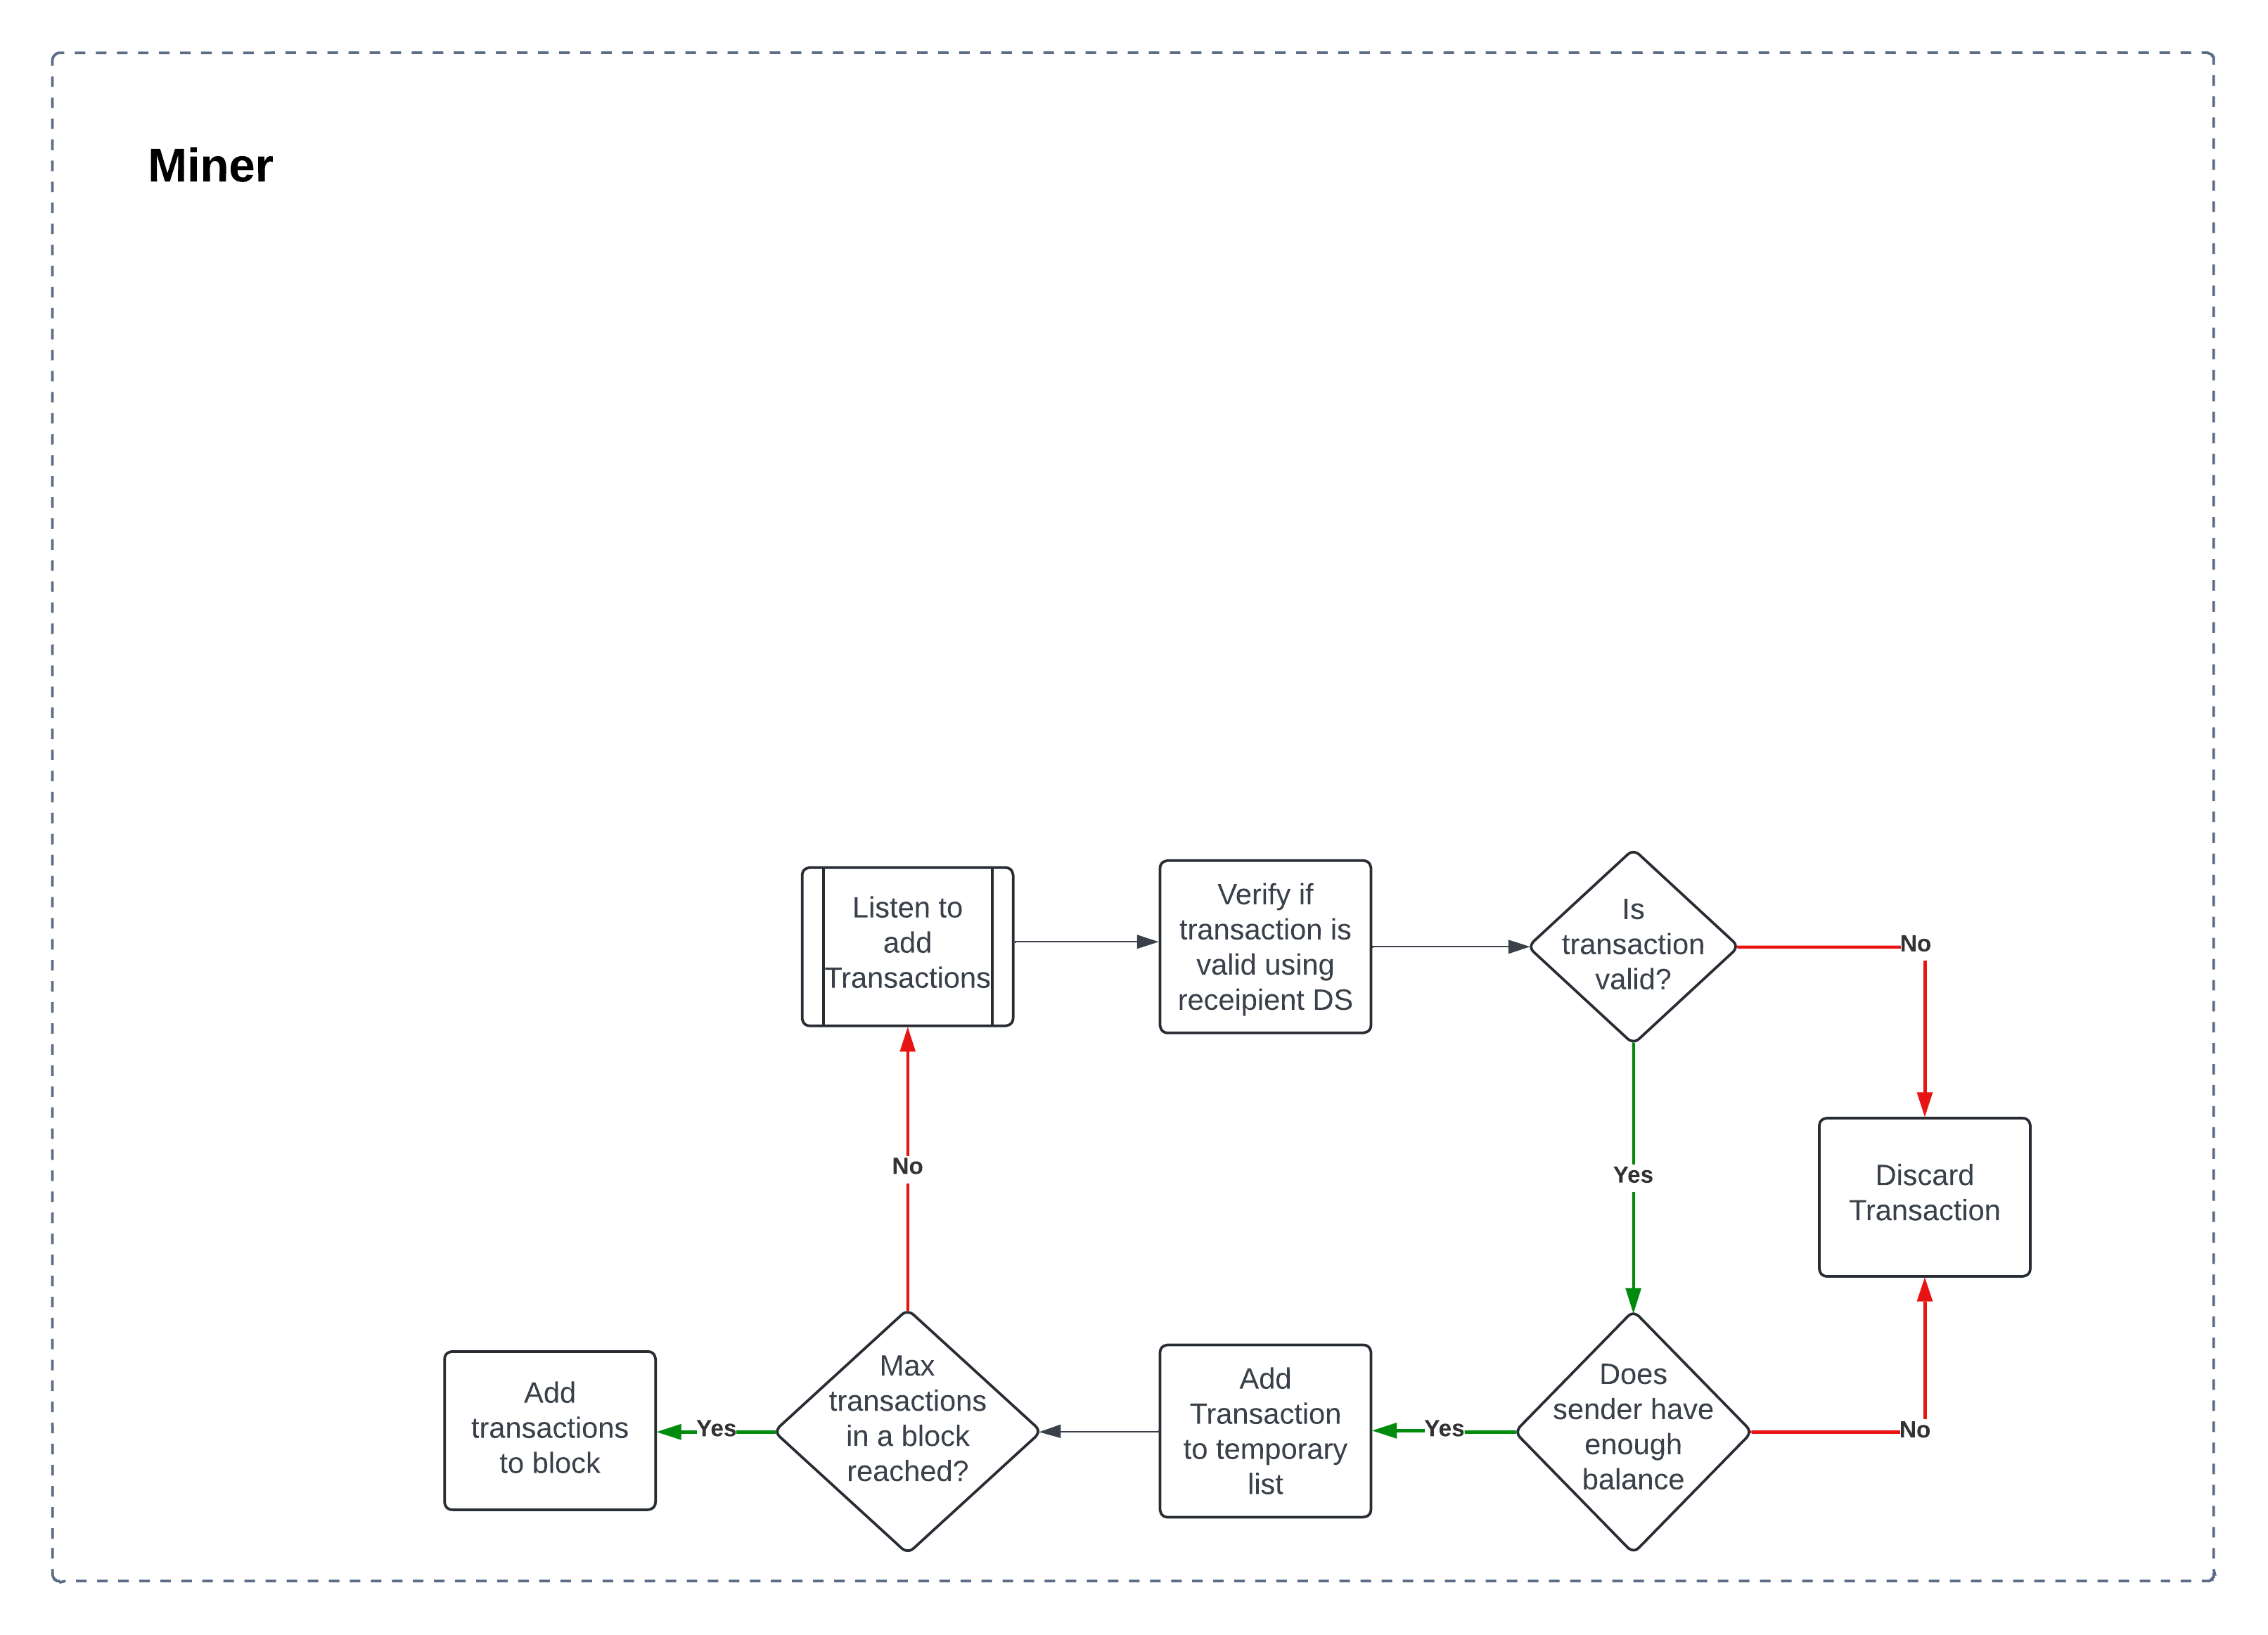 Miner
Listen to
add
Transactions
Verify if
transaction is
valid using
receipient DS
Is
transaction
valid?
No
Yes
Discard
Transaction
No
Does
sender have
enough
balance
No
Yes
Add
Transaction
to temporary
list
Max
transactions
in a block
reached?
Yes
Add
transactions
to block